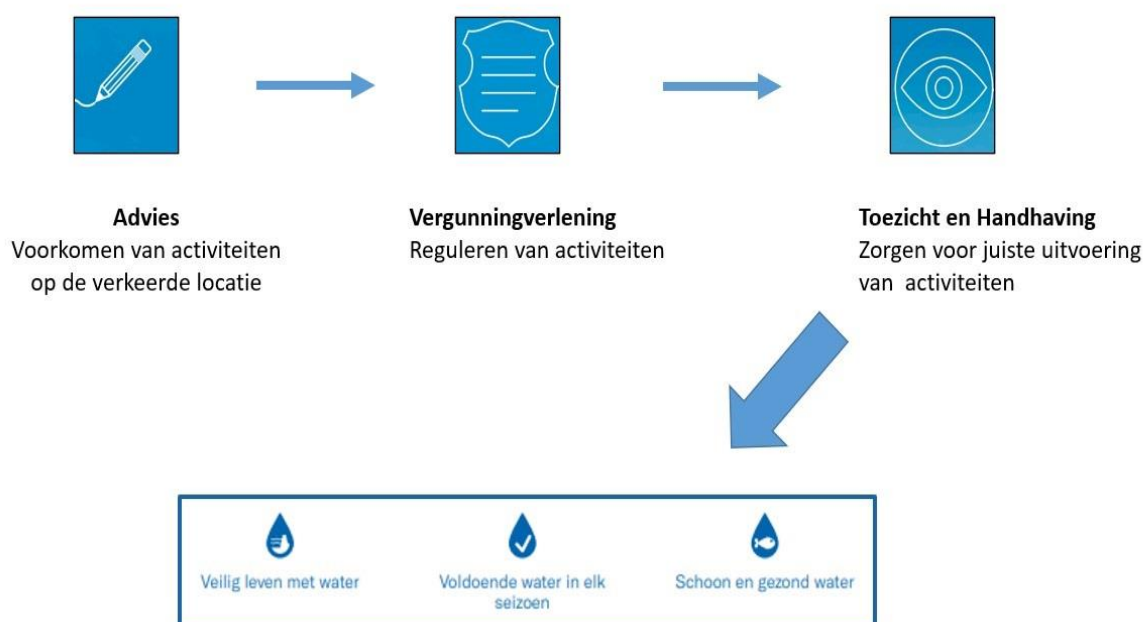 Advies
Voorkomen van activiteiten
op de verkeerde locatie
Vergunningverlening
Reguleren van activiteiten
Toezicht en Handhaving
Zorgen voor juiste uitvoering
van activiteiten
Veilig leven met water
Voldoende water in elk
seizoen
Schoon en gezond water